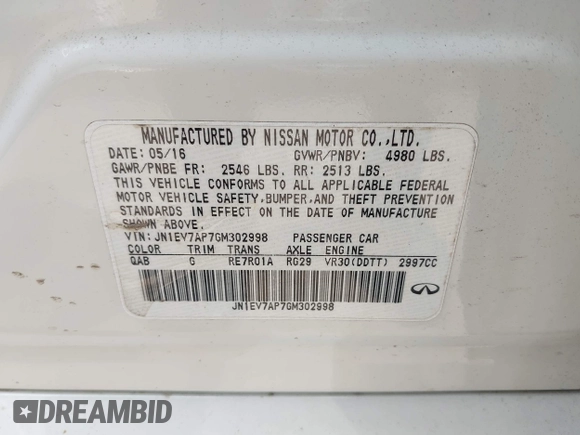 MANUFACTURED BY NISSAN MOTOR CO.,LTD.
DATE: 05/16 GVWR/PNBV: 4980 LBS.
GAWR/PNBE FR: 2546 LBS. RR: 2513 LBS.
THIS VEHICLE CONFORMS TO ALL APPLICABLE FEDERAL
MOTOR VEHICLE SAFETY,BUMPER,AND THEFT PREVENTION
STANDARDS IN EFFECT ON THE DATE OF MANUFACTURE
SHOWN ABOVE.
VIN:JN1EV7AP7GM302998 PASSENGER CAR
COLOR TRIM TRANS AXLE ENGINE
QAB G RE7R01A RG29 VR30(DDTT) 2997CC
JN1EV7AP7GM302998
DREAMBID